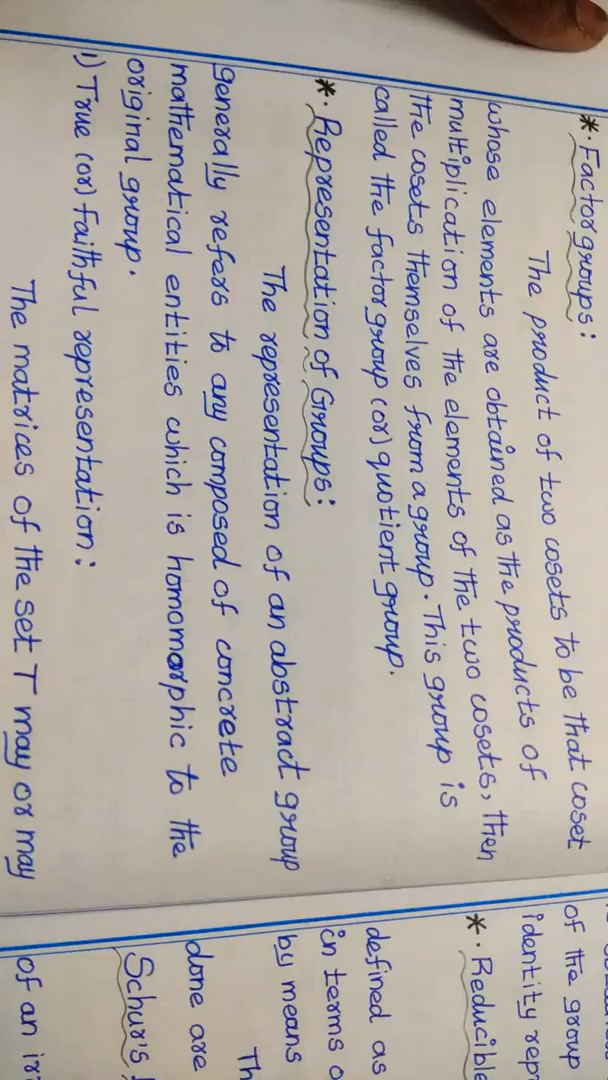 *. Factor groups:
The product of two cosets to be that coset
whose elements are obtained as the products of
multiplication of the elements of the two cosets, then
the cosets themselves from a group. This group is
called the factor group (or) quotient group.
*. Representation of Groups:
The representation of an abstract group
generally refers to any composed of concrete
mathematical entities which is homomorphic to the
original group.
1) True (or) faithful representation:
The matrices of the set T may or may
of the group
identity
*. Reducible
defined as
in terms
by means
done are
Schur's
of an